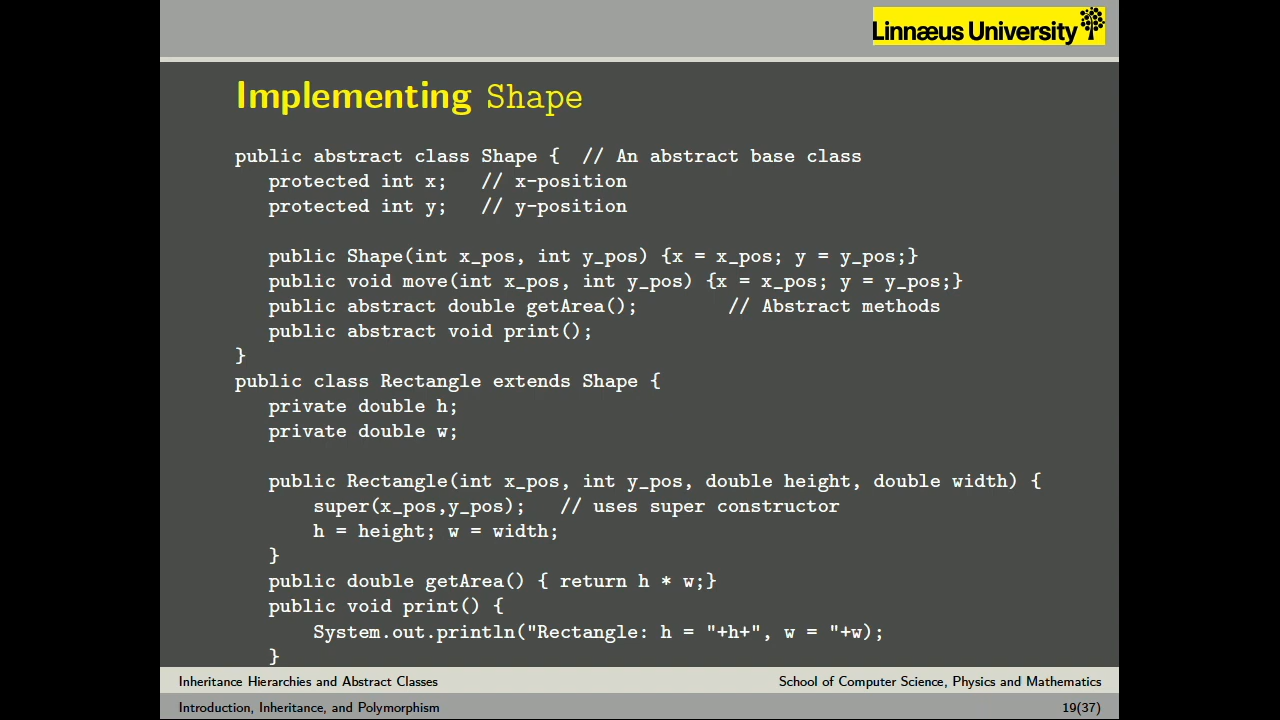 Linnæus University
Implementing Shape
public abstract class Shape {  // An abstract base class
   protected int x;   // x-position
   protected int y;   // y-position
   public Shape(int x_pos, int y_pos) {x = x_pos; y = y_pos;}
   public void move(int x_pos, int y_pos) {x = x_pos; y = y_pos;}
   public abstract double getArea();        // Abstract methods
   public abstract void print();
}
public class Rectangle extends Shape {
   private double h;
   private double w;
   public Rectangle(int x_pos, int y_pos, double height, double width) {
       super(x_pos,y_pos);   // uses super constructor
       h = height; w = width;
   }
   public double getArea() { return h * w;}
   public void print() {
       System.out.println("Rectangle: h = "+h+", w = "+w);
   }
Inheritance Hierarchies and Abstract Classes
School of Computer Science, Physics and Mathematics
Introduction, Inheritance, and Polymorphism
19(37)